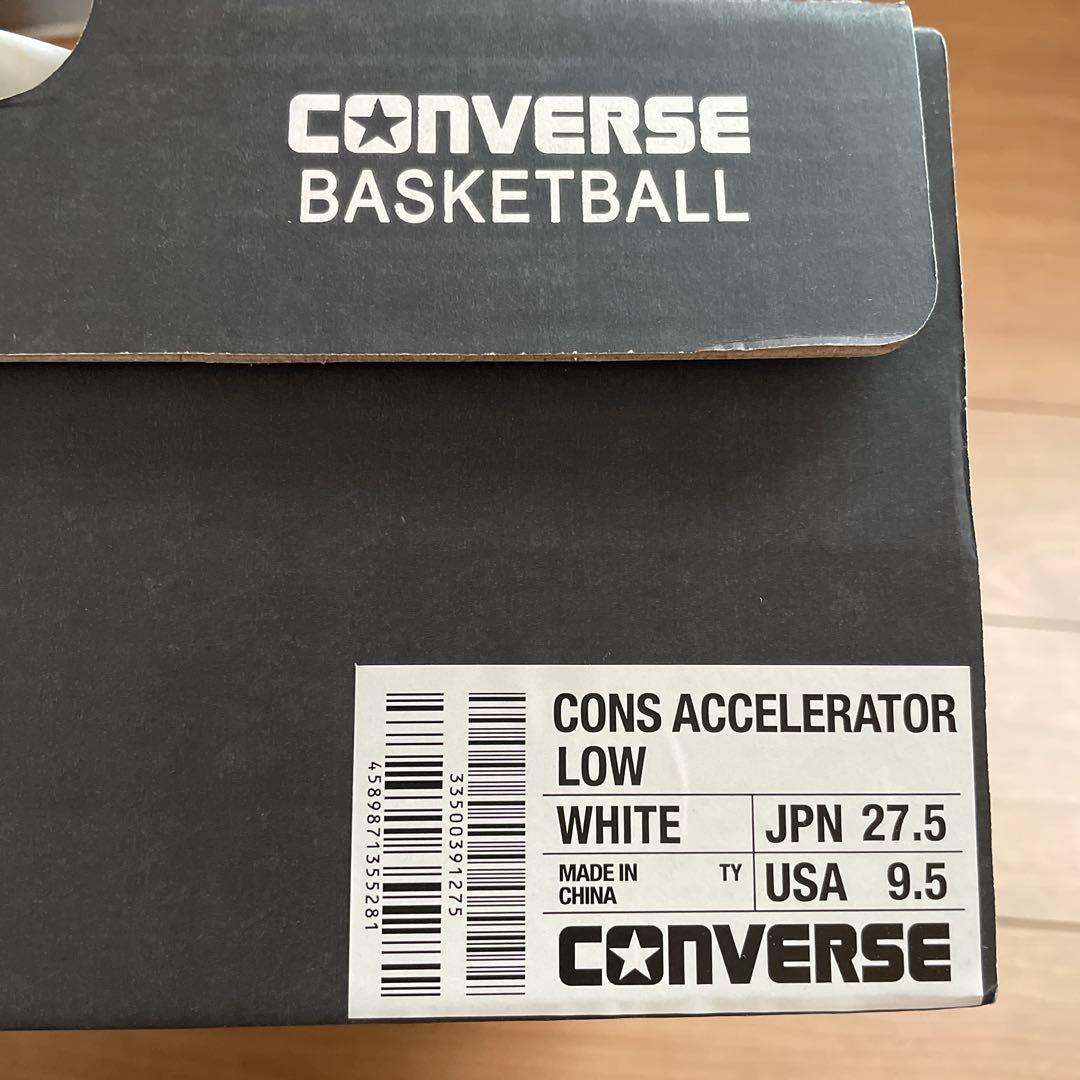 CONVERSE
BASKETBALL
CONS ACCELERATOR
LOW
WHITE
JPN 27.5
MADE IN
CHINA
TY
USA 9.5
CONVERSE
4589871355281
33500391275